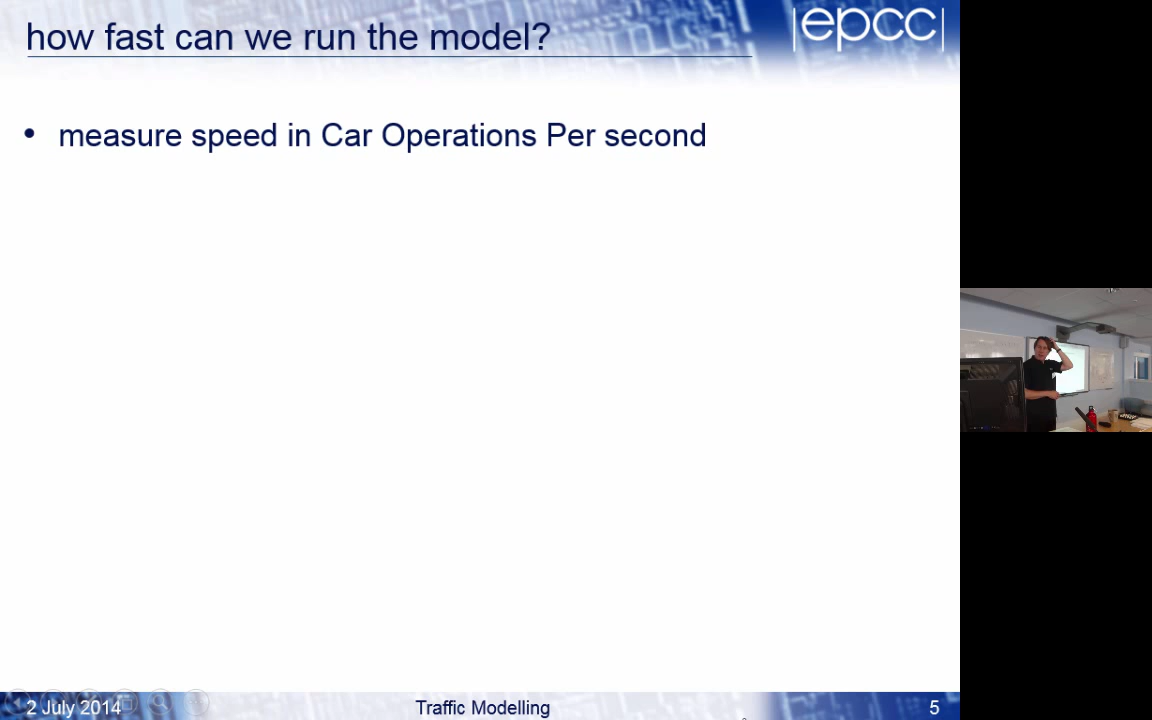 how fast can we run the model?
|epcc|
• measure speed in Car Operations Per second
2 July 2014
Traffic Modelling
5